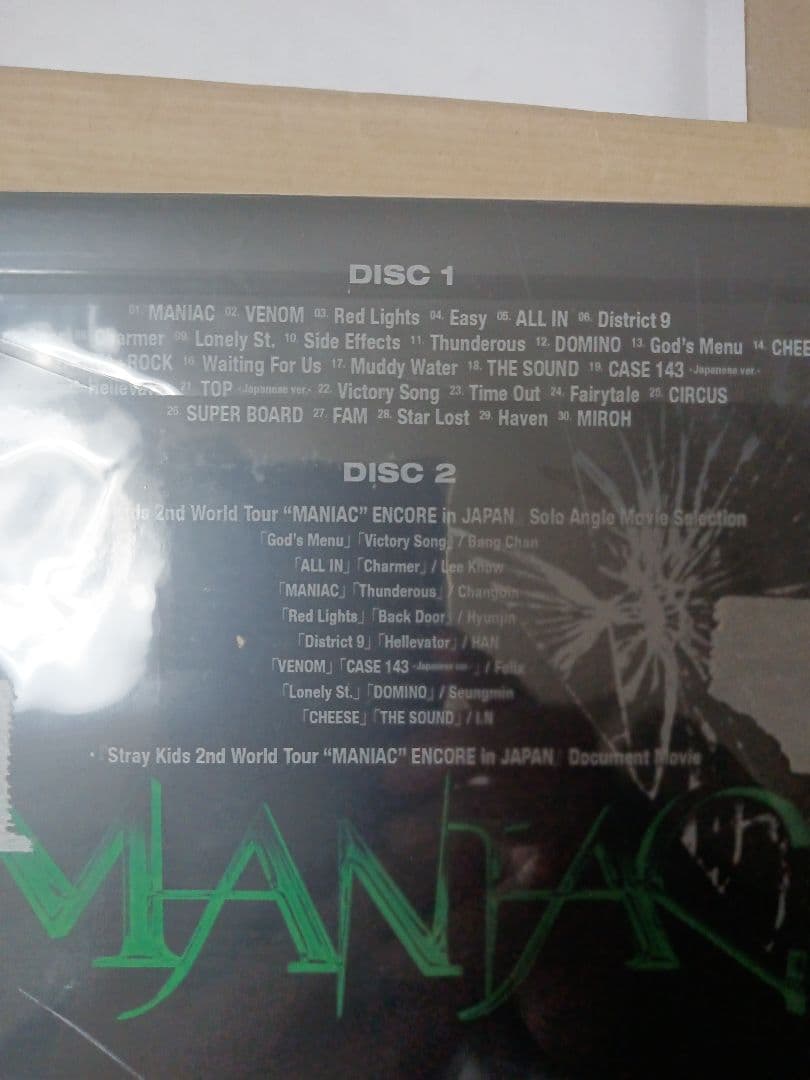 DISC 1
01. MANIAC 02. VENOM 03. Red Lights 04. Easy 05. ALL IN 06. District 9
Charmer 09. Lonely St. 10. Side Effects 11. Thunderous 12. DOMINO 13. God's Menu 14. CHEE
ROCK 16. Waiting For Us 17. Muddy Water 18. THE SOUND 19. CASE 143 -Japanese ver.-
Hellevator 21. TOP -Japanese ver.- 22. Victory Song 23. Time Out 24. Fairytale 25. CIRCUS
26. SUPER BOARD 27. FAM 28. Star Lost 29. Haven 30. MIROH
DISC 2
2nd World Tour “MANIAC” ENCORE in JAPAN』 Solo Angle Movie Selection
「God's Menu」「Victory Song」/ Bang Chan
「ALL IN」「Charmer」/ Lee Know
「MANIAC」「Thunderous」/ Changbin
「Red Lights」「Back Door」/ Hyunjin
「District 9」「Hellevator」/ HAN
「VENOM」「CASE 143 -Japanese ver.-」/ Felix
「Lonely St.」「DOMINO」/ Seungmin
「CHEESE」「THE SOUND」/ I.N
・『Stray Kids 2nd World Tour “MANIAC” ENCORE in JAPAN』 Document Movie
MANIAC